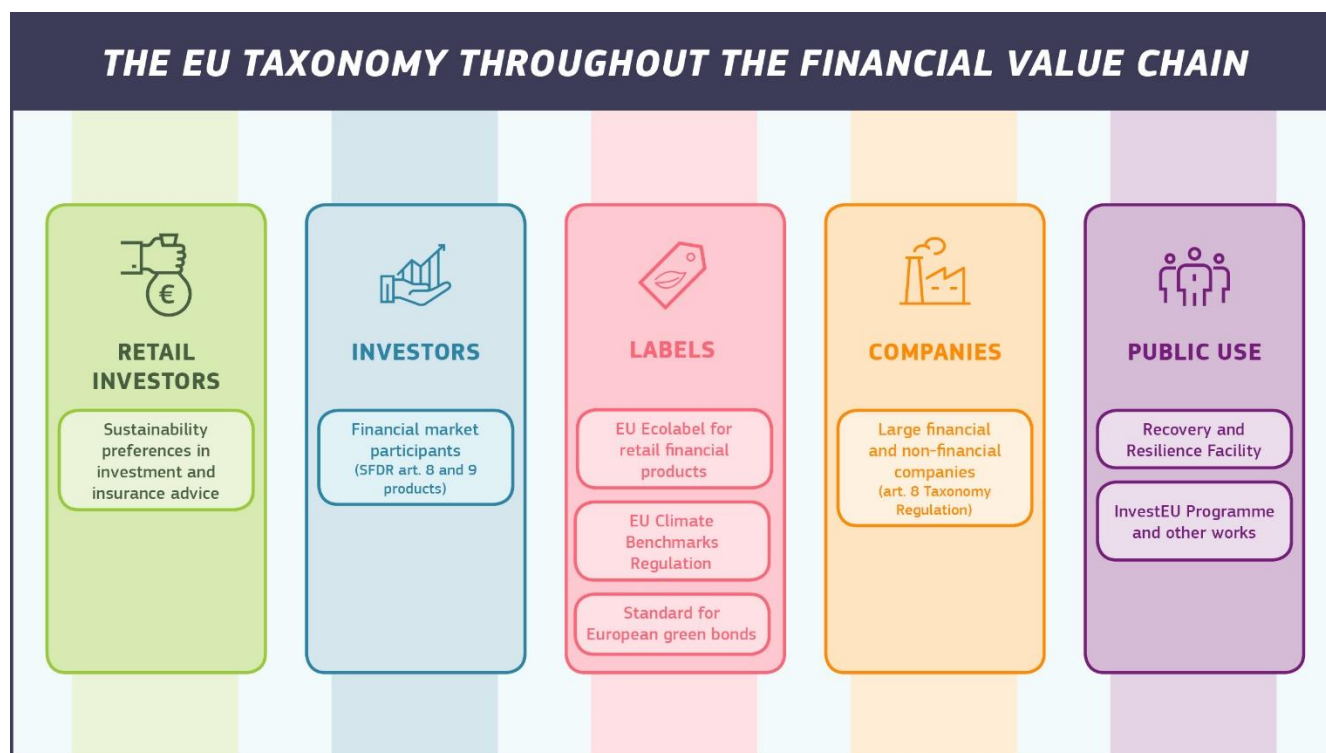 THE EU TAXONOMY THROUGHOUT THE FINANCIAL VALUE CHAIN
€
RETAIL
INVESTORS
Sustainability
preferences in
investment and
insurance advice
INVESTORS
Financial market
participants
(SFDR art. 8 and 9
products)
LABELS
EU Ecolabel for
retail financial
products
EU Climate
Benchmarks
Regulation
Standard for
European green bonds
COMPANIES
Large financial
and non-financial
companies
(art. 8 Taxonomy
Regulation)
PUBLIC USE
Recovery and
Resilience Facility
InvestEU Programme
and other works